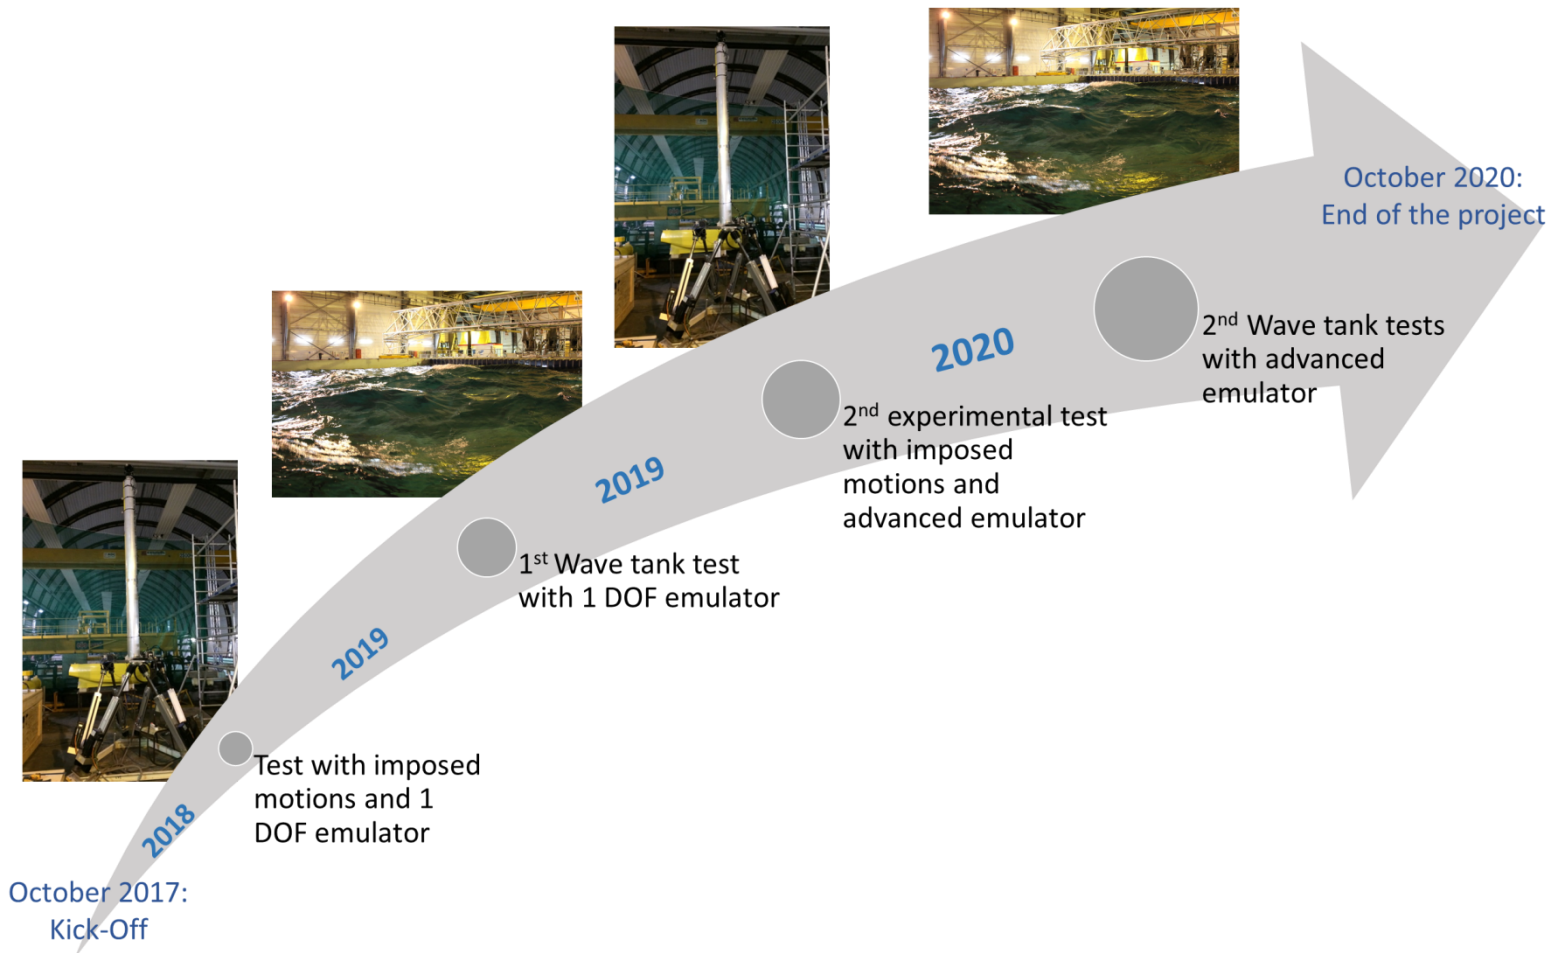 October 2017:
Kick-Off
2018
Test with imposed
motions and 1
DOF emulator
2019
1st Wave tank test
with 1 DOF emulator
2019
2nd experimental test
with imposed
motions and
advanced emulator
2020
2nd Wave tank tests
with advanced
emulator
October 2020:
End of the project